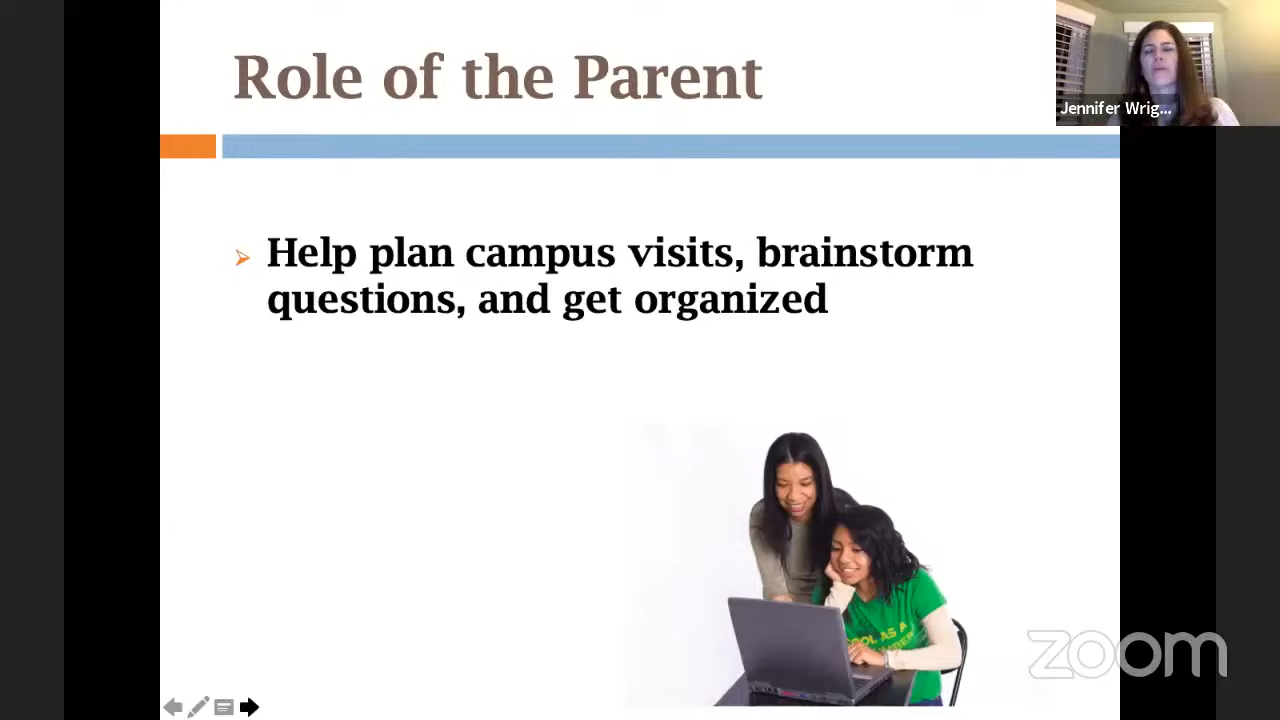 Role of the Parent
Jennifer Wrig...
Help plan campus visits, brainstorm
questions, and get organized
zoom